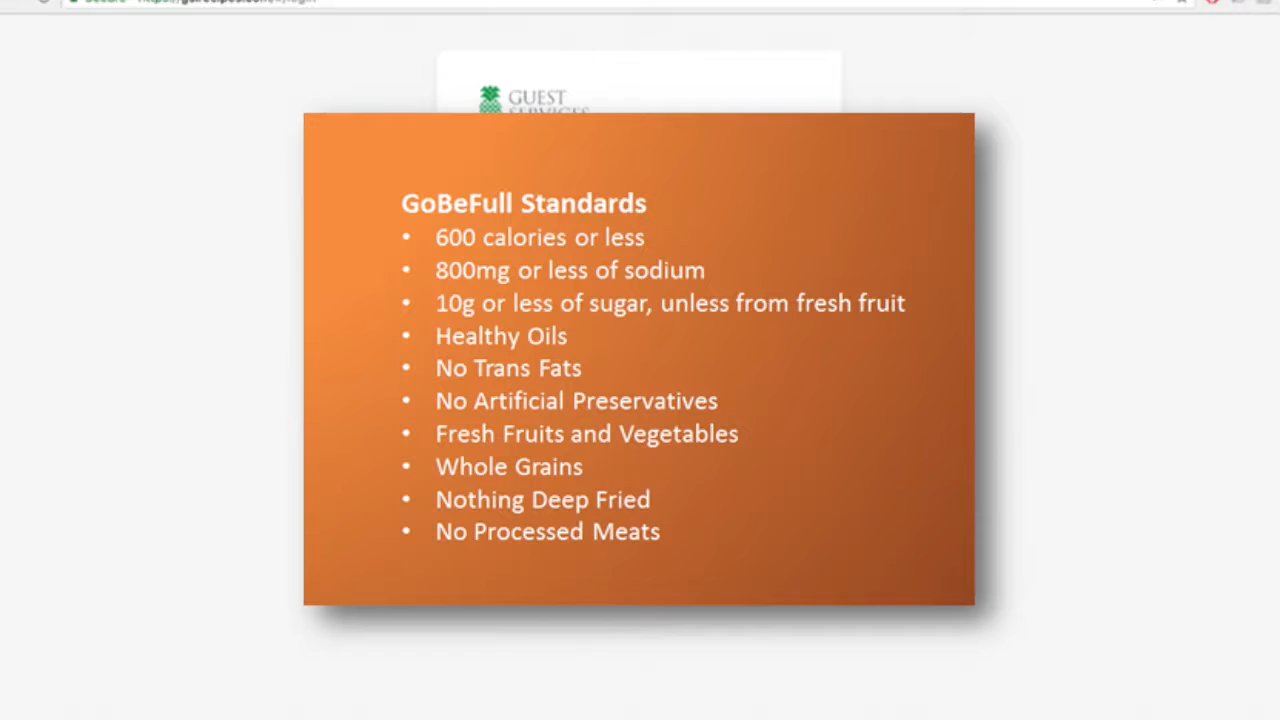 GUEST
SERVICES
GoBeFull Standards
• 600 calories or less
• 800mg or less of sodium
• 10g or less of sugar, unless from fresh fruit
• Healthy Oils
• No Trans Fats
• No Artificial Preservatives
• Fresh Fruits and Vegetables
• Whole Grains
• Nothing Deep Fried
• No Processed Meats